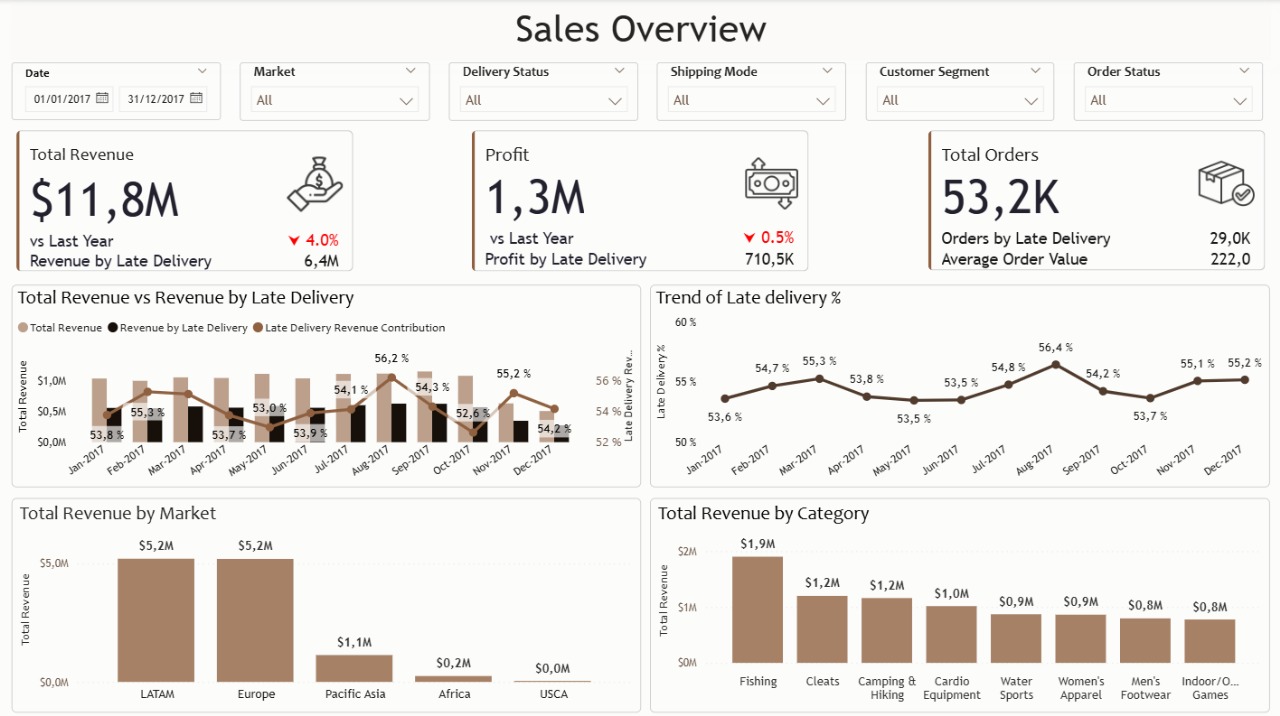 Sales Overview
Date
01/01/2017 31/12/2017
Market
All
Delivery Status
All
Shipping Mode
All
Customer Segment
All
Order Status
All
Total Revenue
$11,8M
vs Last Year 4.0%
Revenue by Late Delivery 6,4M
Profit
1,3M
vs Last Year 0.5%
Profit by Late Delivery 710,5K
Total Orders
53,2K
Orders by Late Delivery 29,0K
Average Order Value 222,0
Total Revenue vs Revenue by Late Delivery
Total Revenue Revenue by Late Delivery Late Delivery Revenue Contribution
Total Revenue
$1,0M
$0,5M
$0,0M
53,8 % 55,3 % 53,7 % 53,0 % 53,9 % 54,1 % 56,2 % 54,3 % 52,6 % 55,2 % 54,2 %
56 %
54 %
52 %
Late Delivery Rev...
Jan-2017 Feb-2017 Mar-2017 Apr-2017 May-2017 Jun-2017 Jul-2017 Aug-2017 Sep-2017 Oct-2017 Nov-2017 Dec-2017
Trend of Late delivery %
Late Delivery %
60 %
55 %
50 %
53,6 % 54,7 % 55,3 % 53,8 % 53,5 % 53,5 % 54,8 % 56,4 % 54,2 % 53,7 % 55,1 % 55,2 %
Jan-2017 Feb-2017 Mar-2017 Apr-2017 May-2017 Jun-2017 Jul-2017 Aug-2017 Sep-2017 Oct-2017 Nov-2017 Dec-2017
Total Revenue by Market
Total Revenue
$5,0M
$0,0M
$5,2M $5,2M $1,1M $0,2M $0,0M
LATAM Europe Pacific Asia Africa USCA
Total Revenue by Category
Total Revenue
$2M
$1M
$0M
$1,9M $1,2M $1,2M $1,0M $0,9M $0,9M $0,8M $0,8M
Fishing Cleats Camping & Cardio Water Women's Men's Indoor/O...
Hiking Equipment Sports Apparel Footwear Games